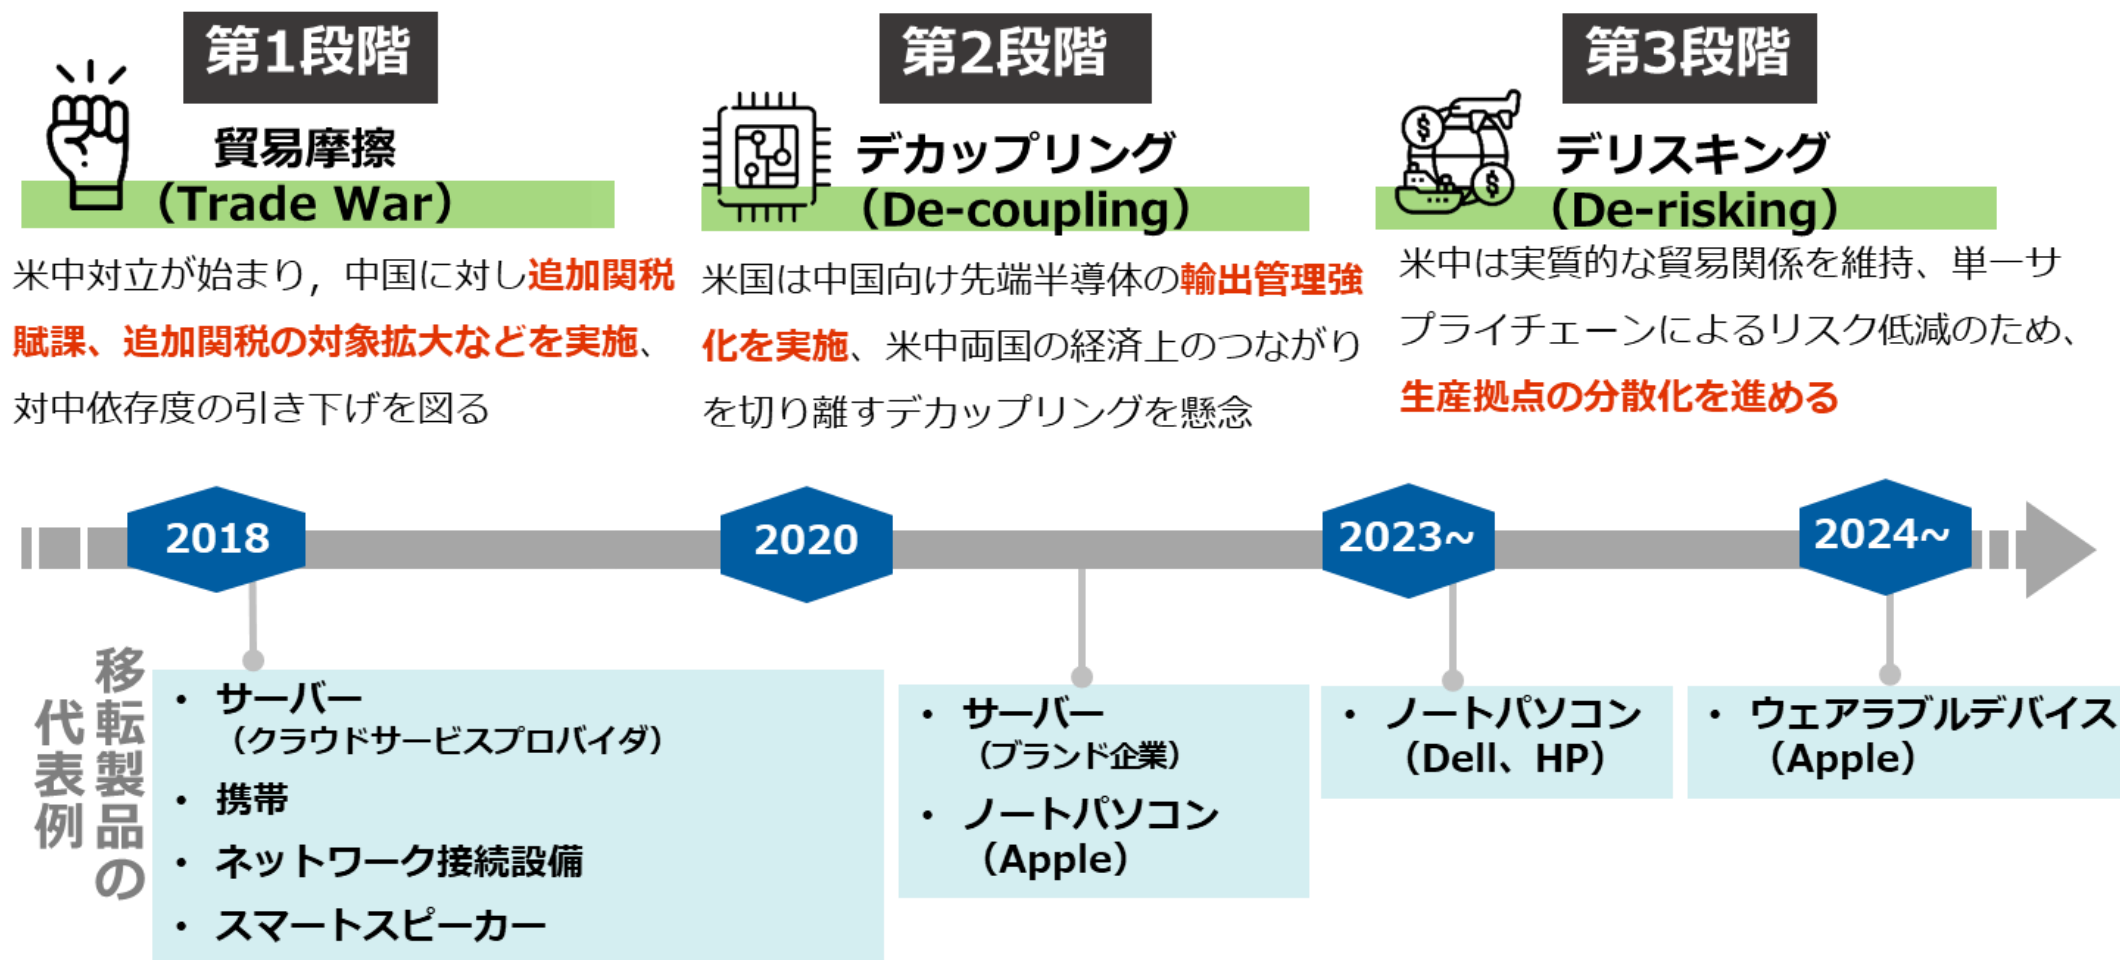 第1段階
貿易摩擦
（Trade War）
米中対立が始まり，中国に対し追加関税
賦課、追加関税の対象拡大などを実施、
対中依存度の引き下げを図る
第2段階
デカップリング
（De-coupling）
米国は中国向け先端半導体の輸出管理強
化を実施、米中両国の経済上のつながり
を切り離すデカップリングを懸念
第3段階
デリスキング
（De-risking）
米中は実質的な貿易関係を維持、単一サ
プライチェーンによるリスク低減のため、
生産拠点の分散化を進める
2018
2020
2023~
2024~
移転製品の
代表例
・ サーバー
（クラウドサービスプロバイダ）
・ 携帯
・ ネットワーク接続設備
・ スマートスピーカー
・ サーバー
（ブランド企業）
・ ノートパソコン
（Apple）
・ ノートパソコン
（Dell、HP）
・ ウェアラブルデバイス
（Apple）